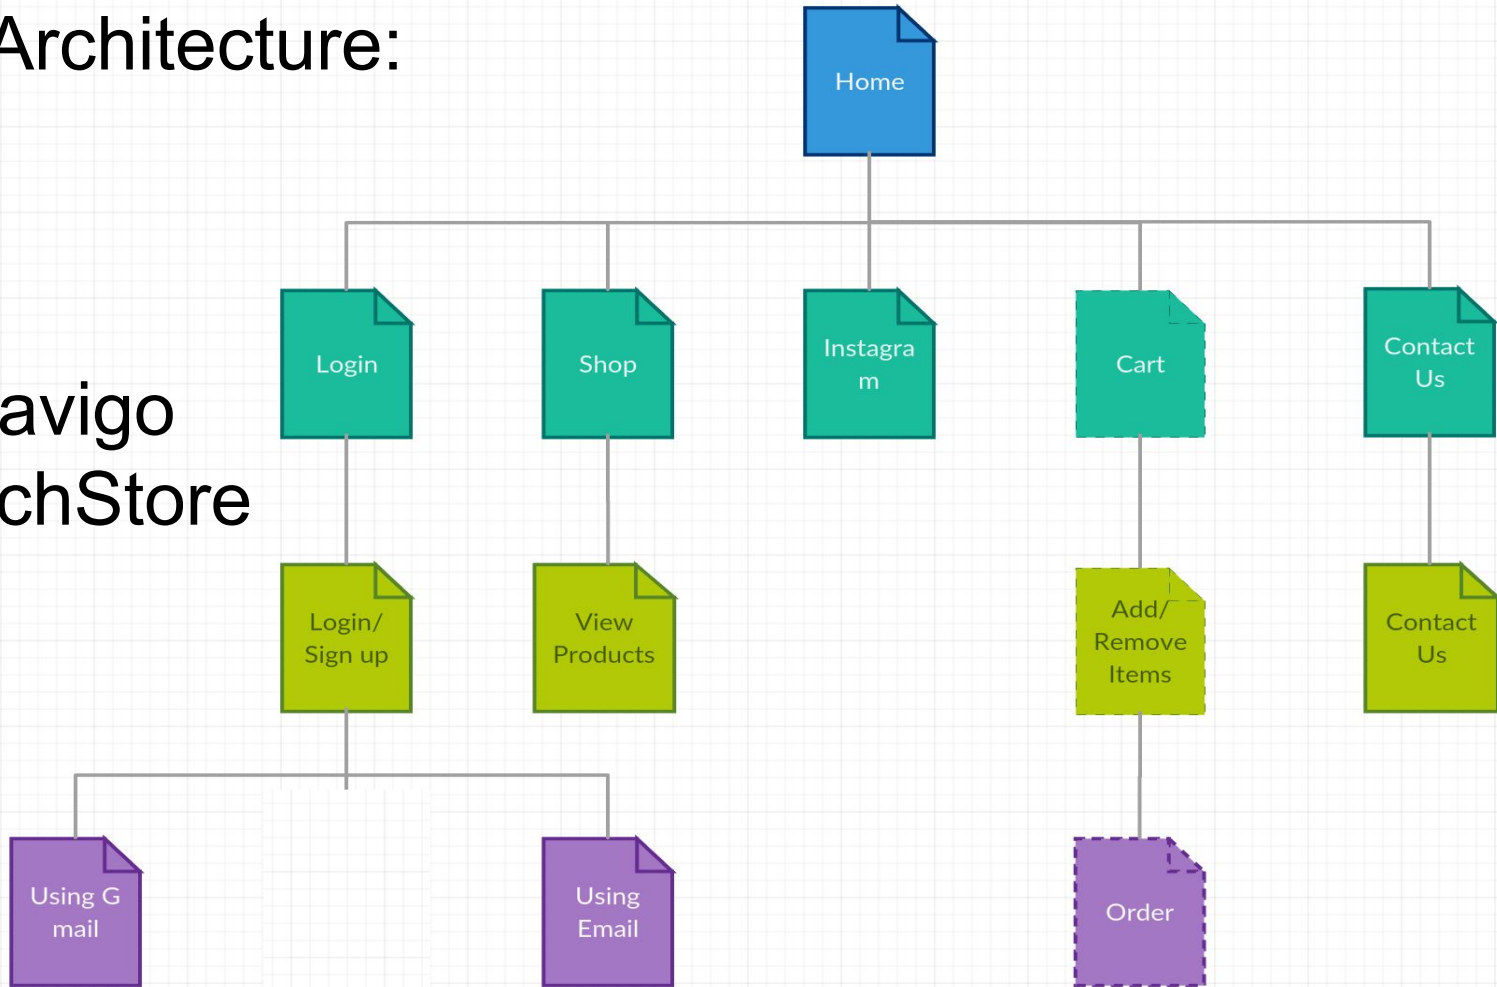 Architecture:
Home
Login
Shop
Instagra
m
Cart
Contact
Us
avigo
chStore
Login/
Sign up
View
Products
Add/
Remove
Items
Contact
Us
Using G
mail
Using
Email
Order